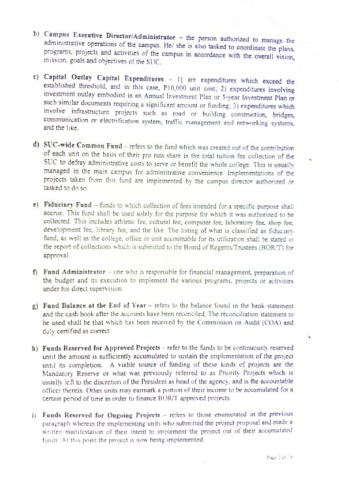 b) Campus Executive Director/Administrator – the person authorized to manage the
administrative operations of the campus. He/ she is also tasked to coordinate the plans,
programs, projects and activities of the campus in accordance with the overall vision,
mission, goals and objectives of the SUC.
c) Capital Outlay Capital Expenditures – 1) are expenditures which exceed the
established threshold, and in this case, P10,000 unit cost; 2) expenditures involving
investment outlay embodied in an Annual Investment Plan or 5-year Investment Plan or
such similar documents requiring a significant amount or funding; 3) expenditures which
involve infrastructure projects such as road or building construction, bridges,
communication or electrification system, traffic management and networking systems,
and the like.
d) SUC-wide Common Fund – refers to the fund which was created out of the contribution
of each unit on the basis of their pro rata share in the total tuition fee collection of the
SUC to defray administrative costs to serve or benefit the whole college. This is usually
managed in the main campus for administrative convenience. Implementations of the
projects taken from this fund are implemented by the campus director authorized or
tasked to do so.
e) Fiduciary Fund – funds to which collection of fees intended for a specific purpose shall
accrue. This fund shall be used solely for the purpose for which it was authorized to be
collected. This includes athletic fee, cultural fee, computer fee, laboratory fee, shop fee,
development fee, library fee, and the like. The listing of what is classified as fiduciary
fund, as well as the college, office or unit accountable for its utilization shall be stated in
the report of collections which is submitted to the Board of Regents/Trustees (BOR/T) for
approval.
f) Fund Administrator – one who is responsible for financial management, preparation of
the budget and its execution to implement the various programs, projects or activities
under his direct supervision.
g) Fund Balance at the End of Year – refers to the balance found in the bank statement
and the cash book after the accounts have been reconciled. The reconciliation statement to
be used shall be that which has been received by the Commission on Audit (COA) and
duly certified as correct.
h) Funds Reserved for Approved Projects – refer to the funds to be continuously reserved
until the amount is sufficiently accumulated to sustain the implementation of the project
until its completion. A viable source of funding of these kinds of projects are the
Mandatory Reserve or what was previously referred to as Priority Projects which is
usually left to the discretion of the President as head of the agency, and is the accountable
officer therein. Other units may earmark a portion of their income to be accumulated for a
certain period of time in order to finance BOR/T approved projects.
i) Funds Reserved for Ongoing Projects – refers to those enumerated in the previous
paragraph wherein the implementing units who submitted the project proposal and made a
written manifestation of their intent to implement the project out of their accumulated
funds. At this point the project is now being implemented.
Page 2 of